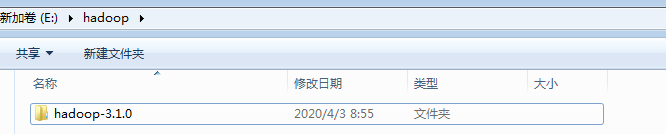 新加卷 (E:) hadoop
共享 新建文件夹
名称 修改日期 类型 大小
hadoop-3.1.0 2020/4/3 8:55 文件夹